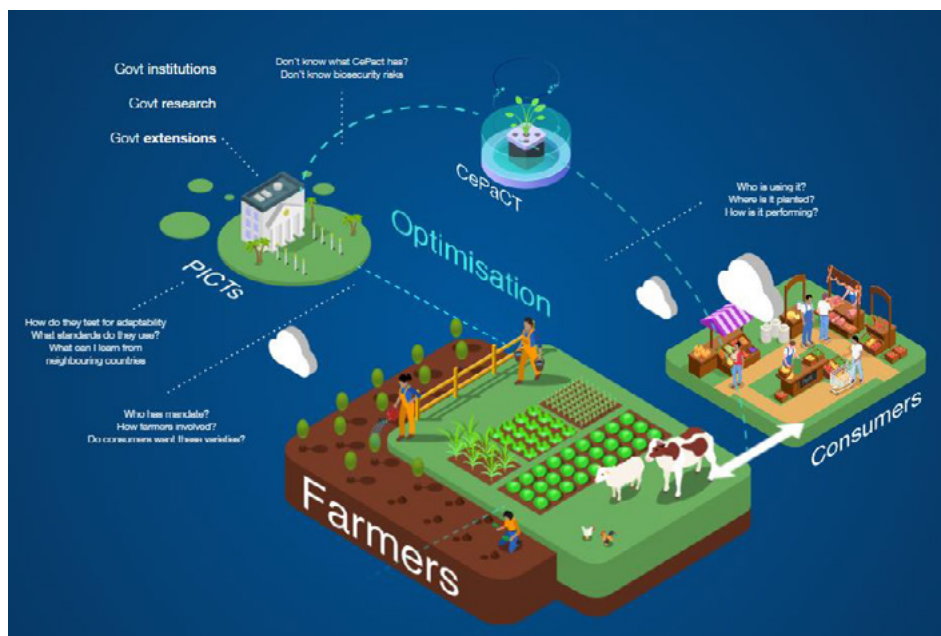 Govt institutions
Govt research
Govt extensions
Don't know what CePact has?
Don't know biosecurity risks
CePaCT
Who is using it?
Where is it planted?
How is it performing?
Optimisation
PICTs
How do they test for adaptability
What standards do they use?
What can I learn from
neighbouring countries
Who has mandate?
How farmers involved?
Do consumers want these varieties?
Farmers
Consumers